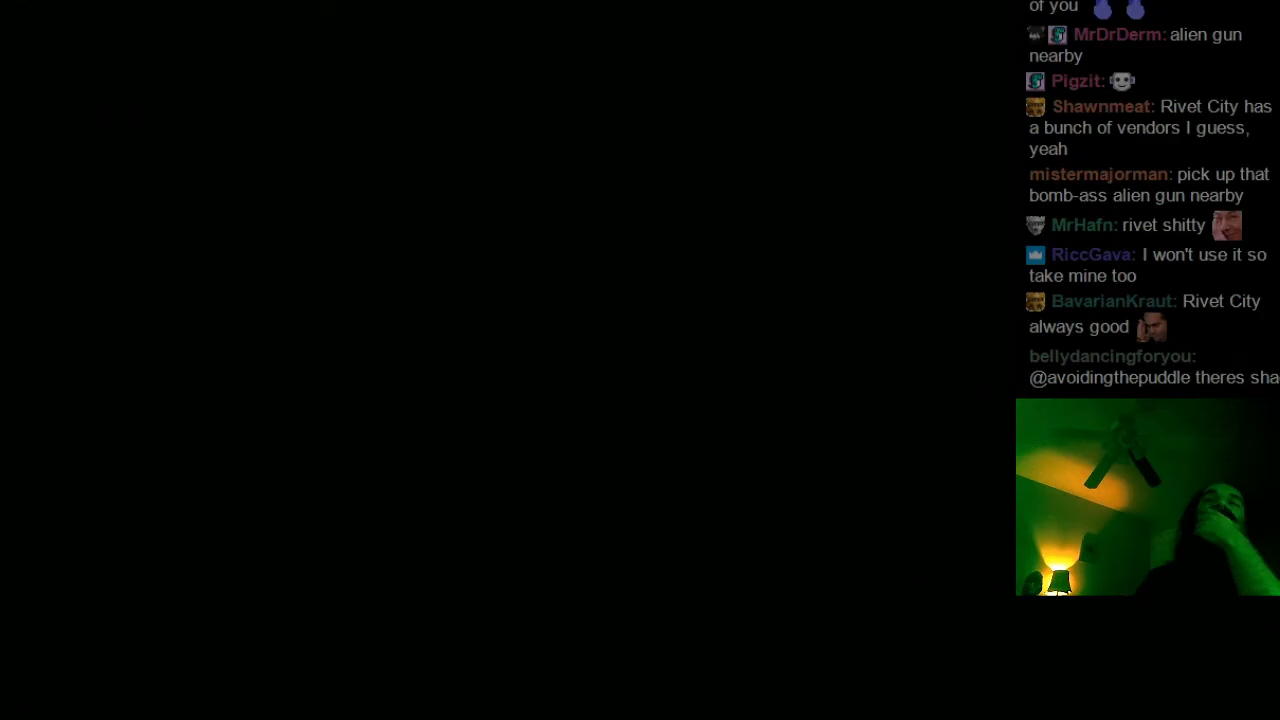 of you
MrDrDerm: alien gun
nearby
Pigzit:
Shawnmeat: Rivet City has
a bunch of vendors I guess,
yeah
mistermajorman: pick up that
bomb-ass alien gun nearby
MrHafn: rivet shitty
RiccGava: I won't use it so
take mine too
BavarianKraut: Rivet City
always good
bellydancingforyou:
@avoidingthepuddle theres sha